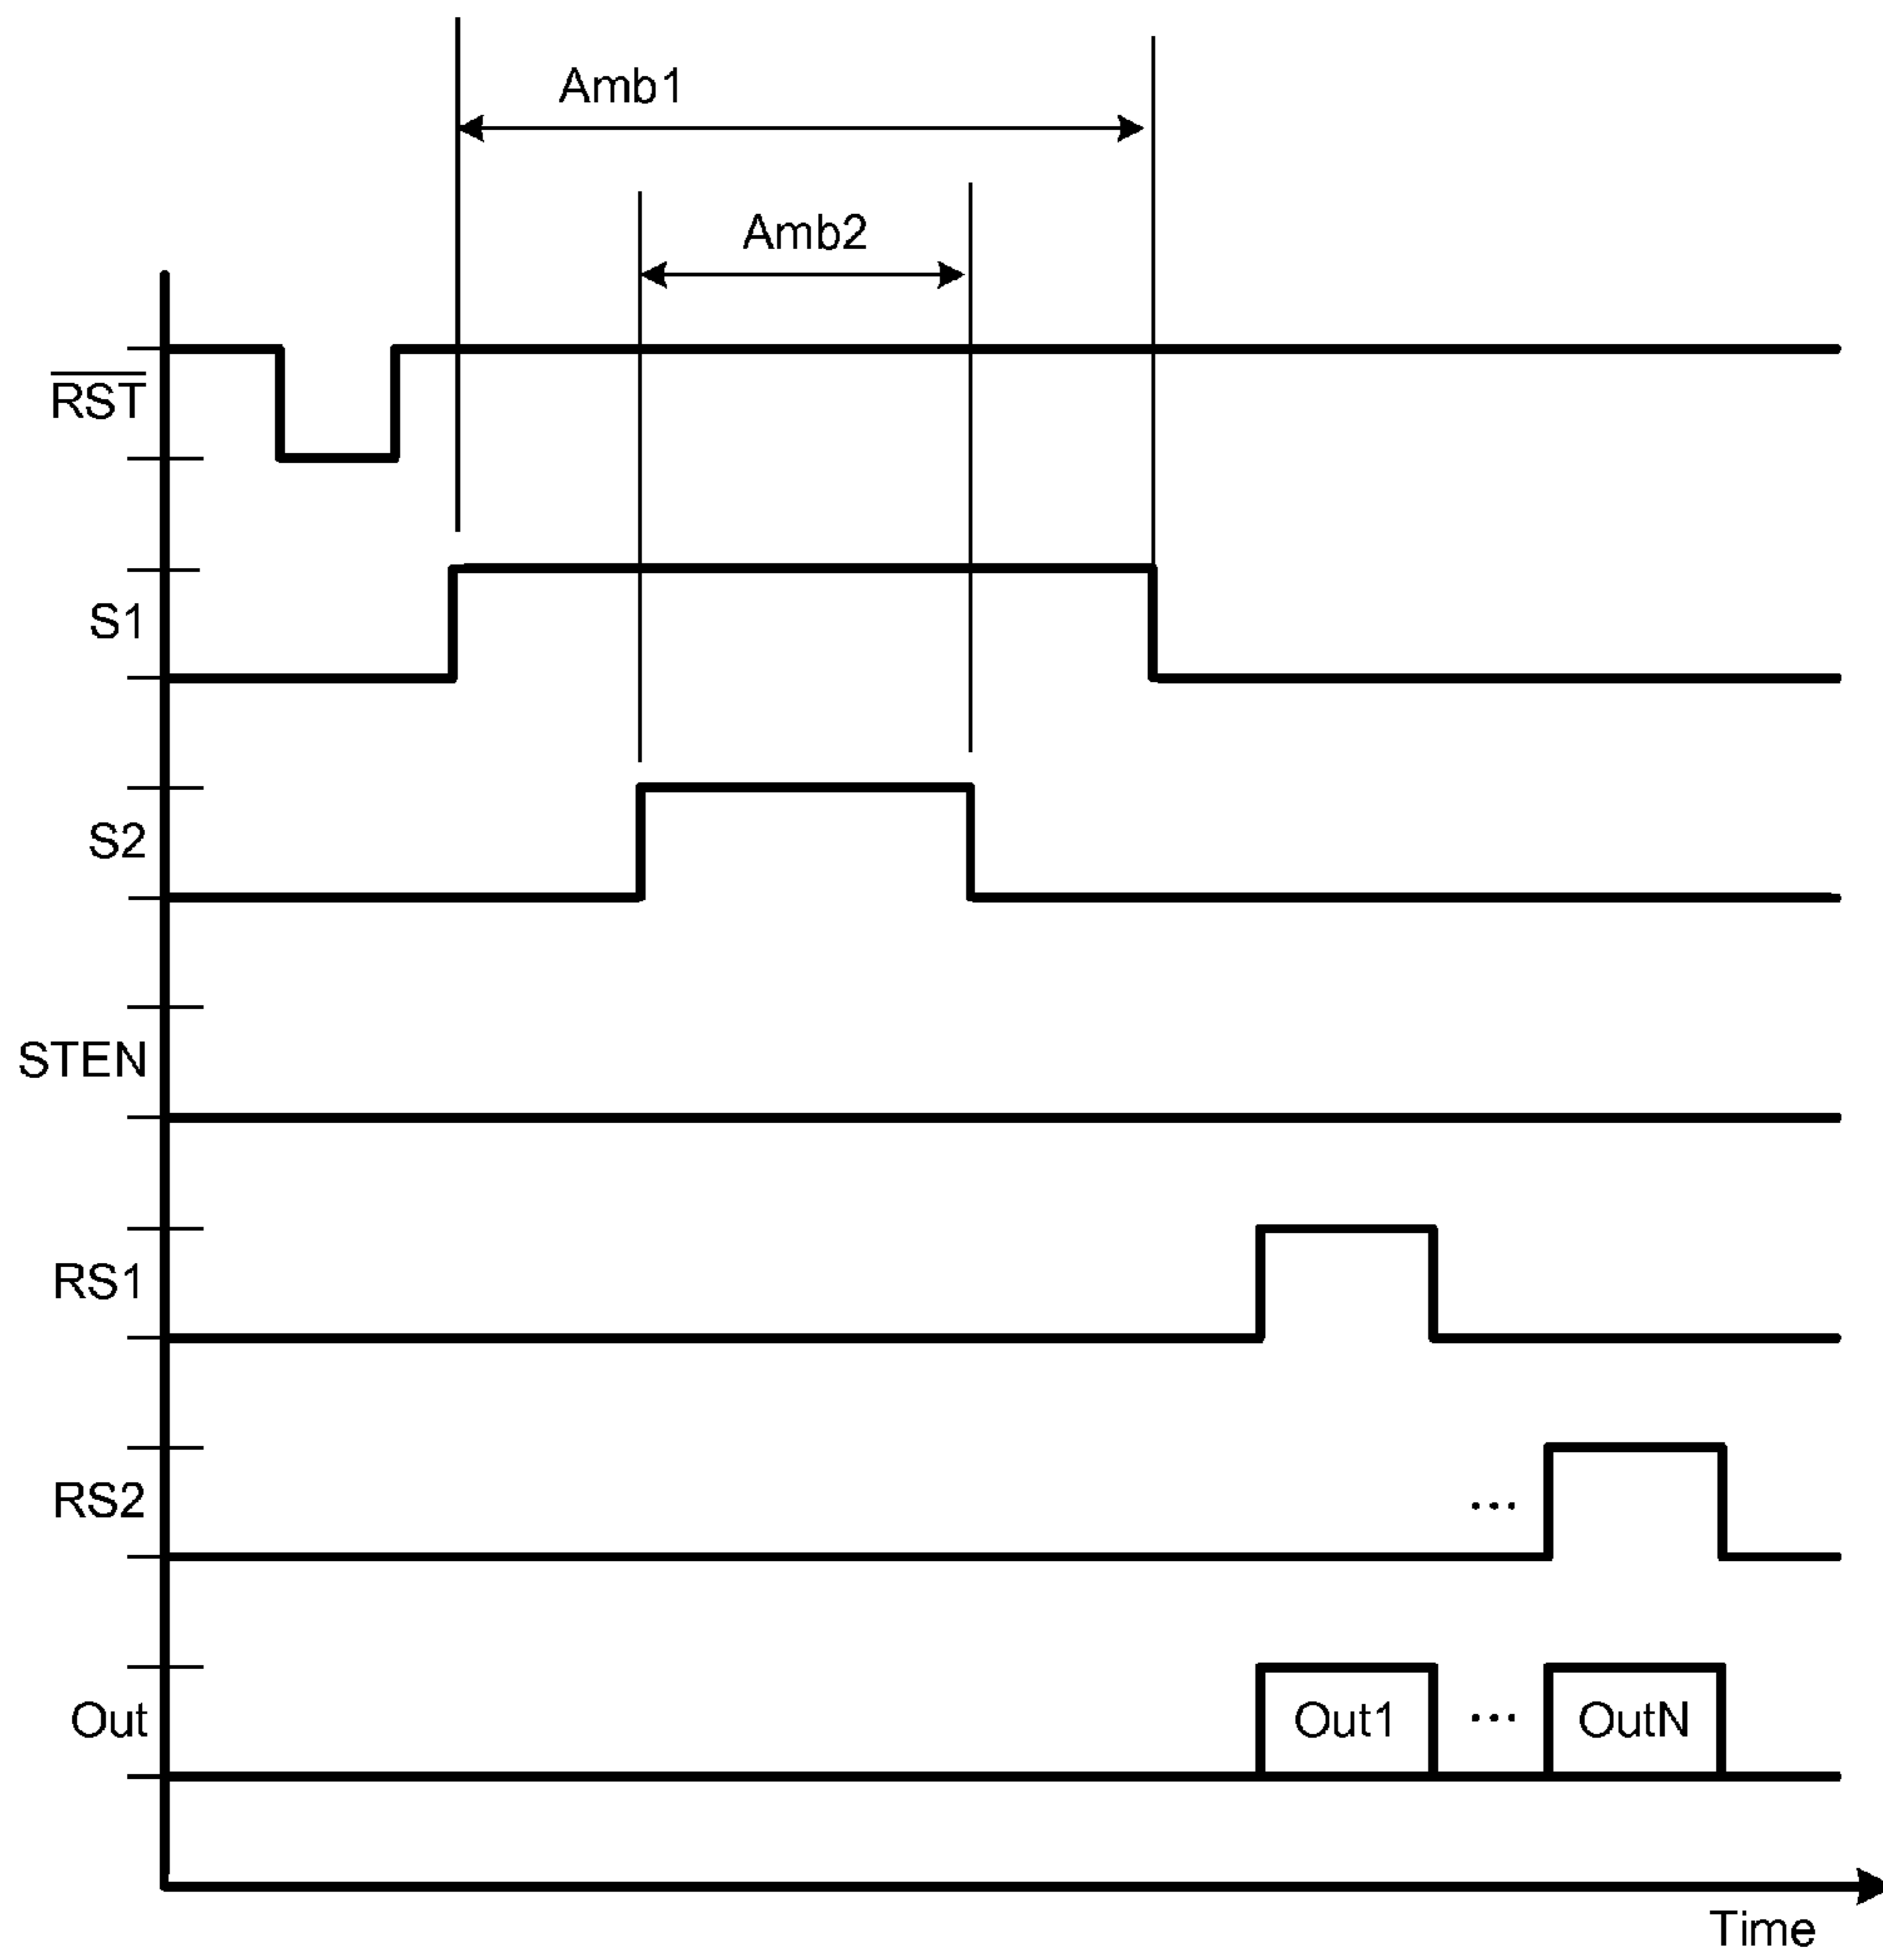 Amb1
Amb2
RST
S1
S2
STEN
RS1
RS2
...
Out
Out1
...
OutN
Time